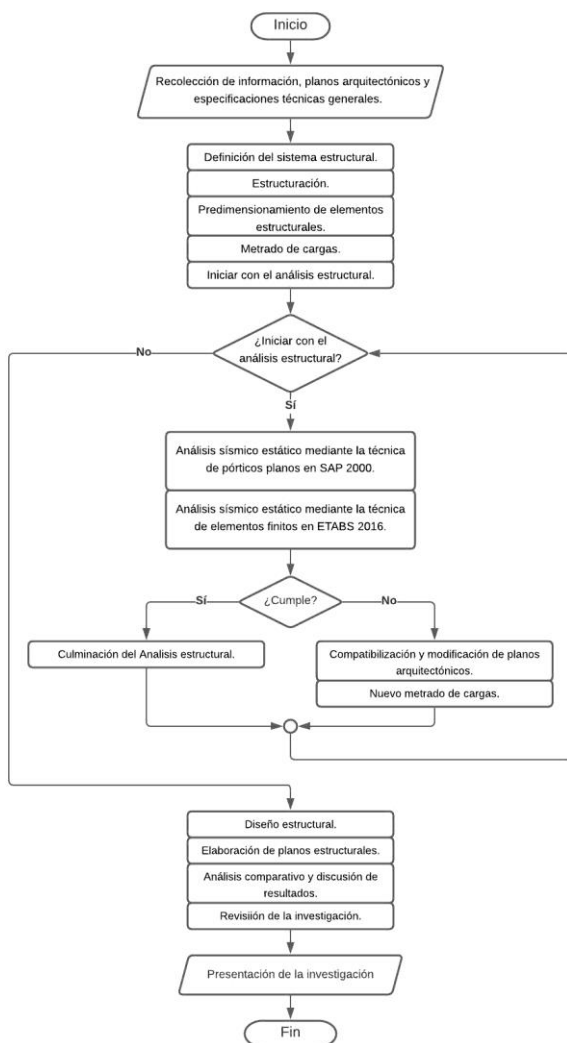 Inicio
Recolección de información, planos arquitectónicos y
especificaciones técnicas generales.
Definición del sistema estructural.
Estructuración.
Predimensionamiento de elementos
estructurales.
Metrado de cargas.
Iniciar con el análisis estructural.
No
¿Iniciar con el
análisis estructural?
Sí
Análisis sísmico estático mediante la técnica
de pórticos planos en SAP 2000.
Análisis sísmico estático mediante la técnica
de elementos finitos en ETABS 2016.
Sí
¿Cumple?
No
Culminación del Analisis estructural.
Compatibilización y modificación de planos
arquitectónicos.
Nuevo metrado de cargas.
Diseño estructural.
Elaboración de planos estructurales.
Análisis comparativo y discusión de
resultados.
Revisiión de la investigación.
Presentación de la investigación
Fin